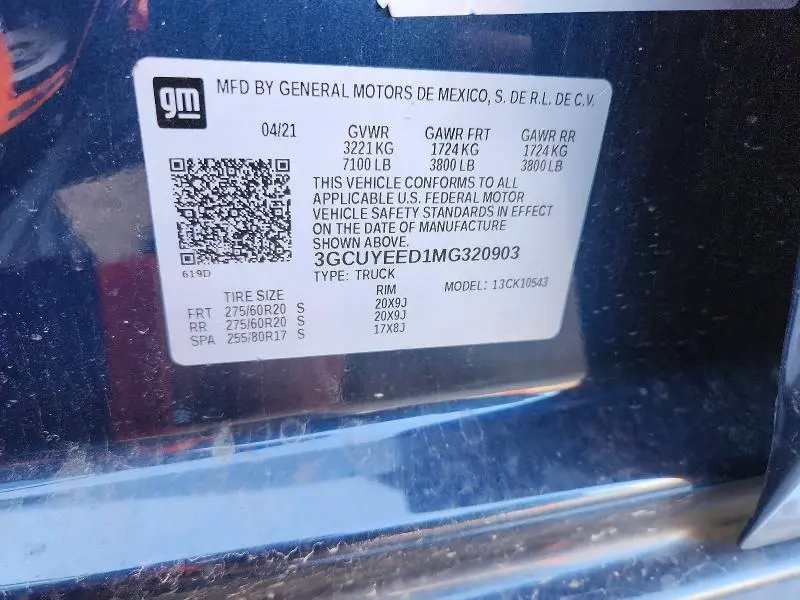 gm
MFD BY GENERAL MOTORS DE MEXICO, S. DE R.L. DE C.V.
04/21 GVWR GAWR FRT GAWR RR
3221 KG 1724 KG 1724 KG
7100 LB 3800 LB 3800 LB
THIS VEHICLE CONFORMS TO ALL
APPLICABLE U.S. FEDERAL MOTOR
VEHICLE SAFETY STANDARDS IN EFFECT
ON THE DATE OF MANUFACTURE
SHOWN ABOVE.
3GCUYEED1MG320903
619D
TYPE: TRUCK MODEL: 13CK10543
TIRE SIZE RIM
FRT 275/60R20 S 20X9J
RR 275/60R20 S 20X9J
SPA 255/80R17 S 17X8J